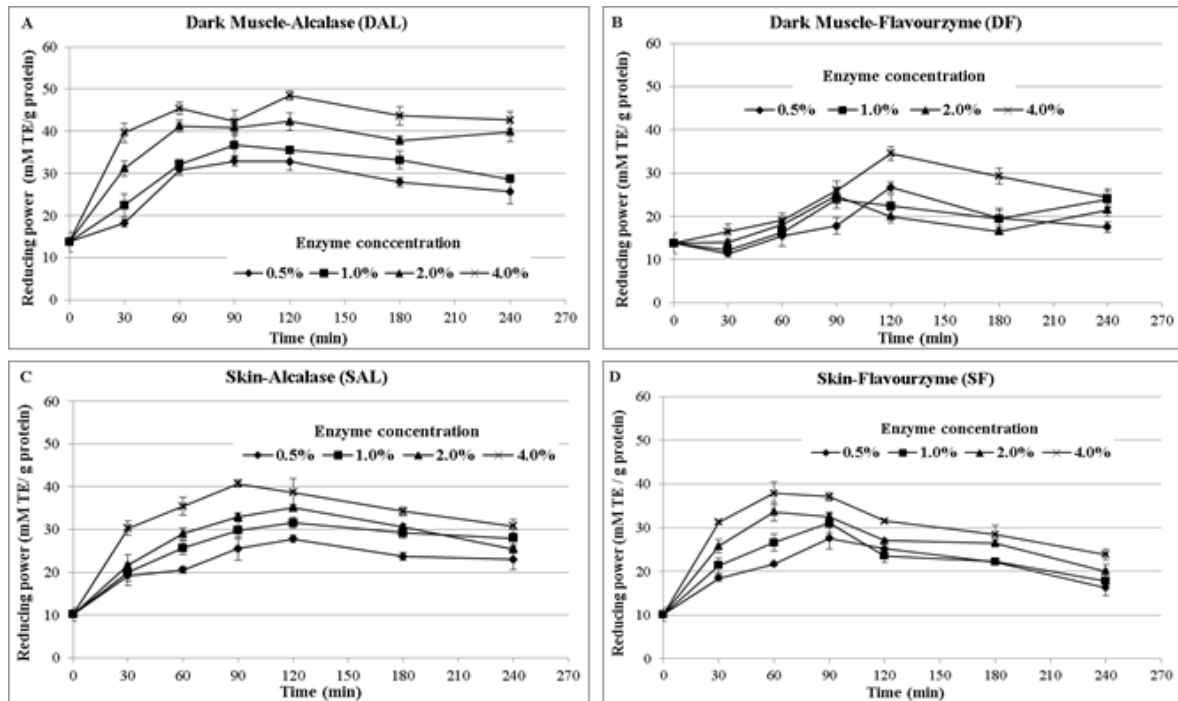 A
Dark Muscle-Alcalase (DAL)
Reducing power (mM TE/g protein)
60
50
40
30
20
10
0
Enzyme conccentration
0.5% 1.0% 2.0% 4.0%
0 30 60 90 120 150 180 210 240 270
Time (min)
B
Dark Muscle-Flavourzyme (DF)
Reducing power (mM TE/ g protein)
60
50
40
30
20
10
0
Enzyme concentration
0.5% 1.0% 2.0% 4.0%
0 30 60 90 120 150 180 210 240 270
Time (min)
C
Skin-Alcalase (SAL)
Reducing power (mM TE/ g protein)
60
50
40
30
20
10
0
Enzyme concentration
0.5% 1.0% 2.0% 4.0%
0 30 60 90 120 150 180 210 240 270
Time (min)
D
Skin-Flavourzyme (SF)
Reducing power (mM TE / g protein)
60
50
40
30
20
10
0
Enzyme concentration
0.5% 1.0% 2.0% 4.0%
0 30 60 90 120 150 180 210 240 270
Time (min)